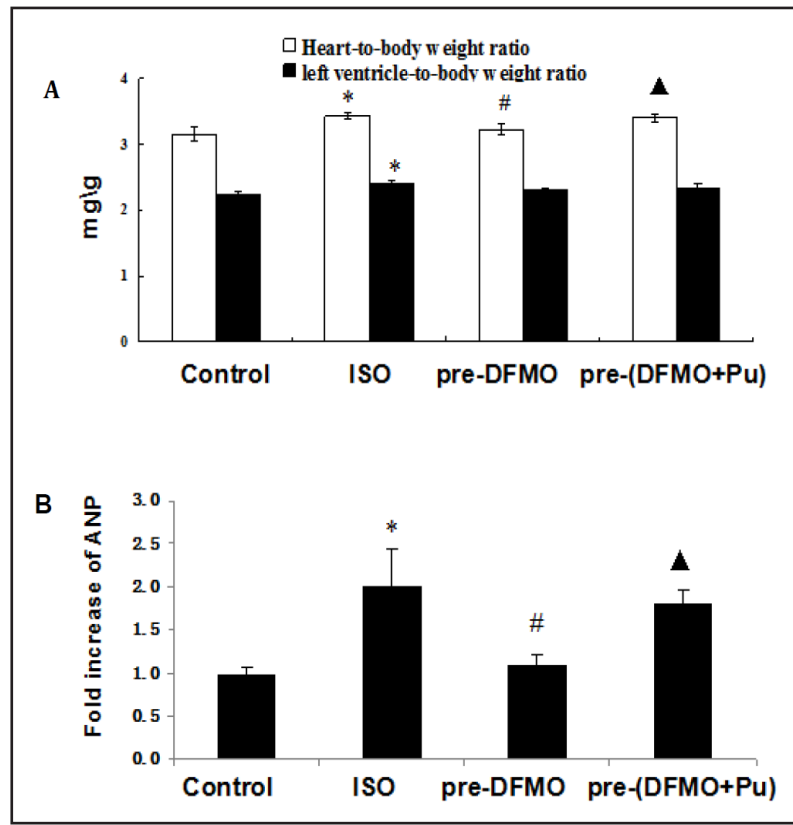 Heart-to-body weight ratio
left ventricle-to-body weight ratio
A
4
3
2
1
0
mg\g
*
*
#
▲
Control ISO pre-DFMO pre-(DFMO+Pu)
B
3.0
2.5
2.0
1.5
1.0
0.5
0.0
Fold increase of ANP
*
#
▲
Control ISO pre-DFMO pre-(DFMO+Pu)